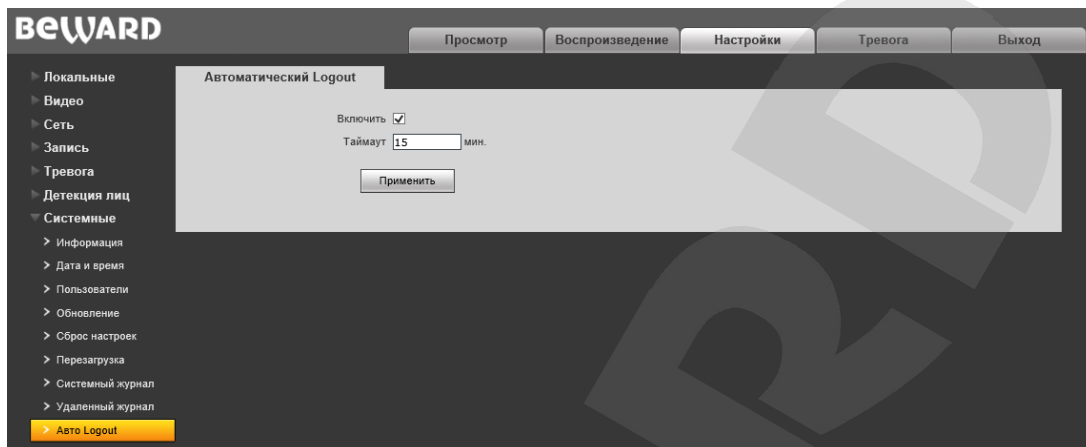 BEWARD
Просмотр
Воспроизведение
Настройки
Тревога
Выход
Локальные
Видео
Сеть
Запись
Тревога
Детекция лиц
Системные
Информация
Дата и время
Пользователи
Обновление
Сброс настроек
Перезагрузка
Системный журнал
Удаленный журнал
Авто Logout
Автоматический Logout
Включить
Таймаут 15 мин.
Применить